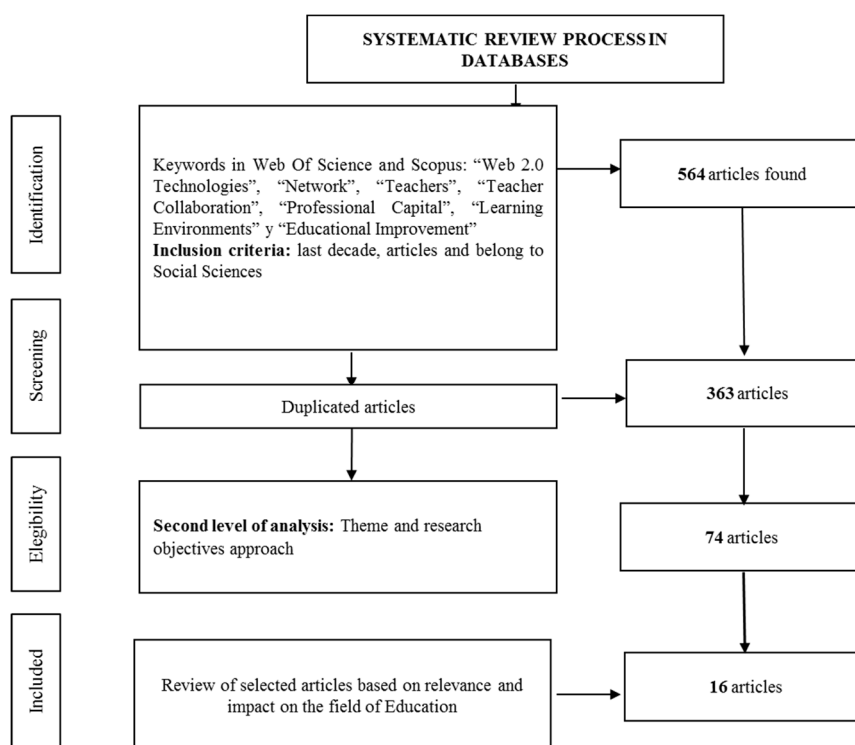 SYSTEMATIC REVIEW PROCESS IN
DATABASES
Identification
Keywords in Web Of Science and Scopus: “Web 2.0
Technologies”, “Network”, “Teachers”, “Teacher
Collaboration”, “Professional Capital”, “Learning
Environments” y “Educational Improvement”
Inclusion criteria: last decade, articles and belong to
Social Sciences
564 articles found
Screening
Duplicated articles
363 articles
Elegibility
Second level of analysis: Theme and research
objectives approach
74 articles
Included
Review of selected articles based on relevance and
impact on the field of Education
16 articles